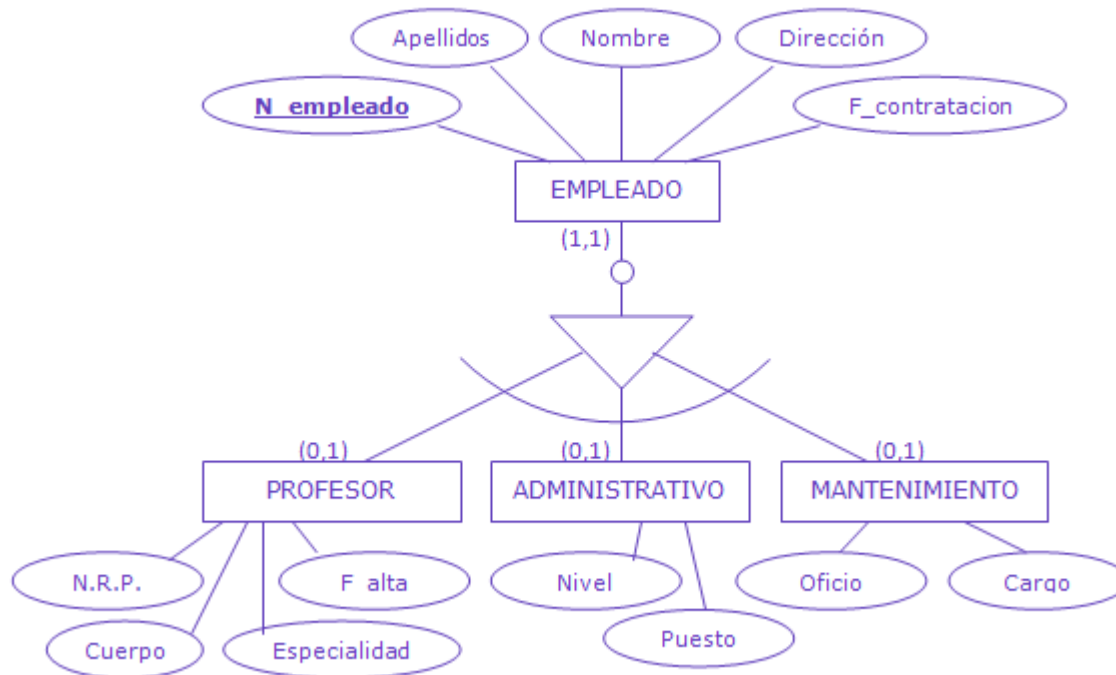 Apellidos
Nombre
Dirección
N_empleado
F_contratacion
EMPLEADO
(1,1)
(0,1)
(0,1)
(0,1)
PROFESOR
ADMINISTRATIVO
MANTENIMIENTO
N.R.P.
F_alta
Nivel
Oficio
Cargo
Cuerpo
Especialidad
Puesto